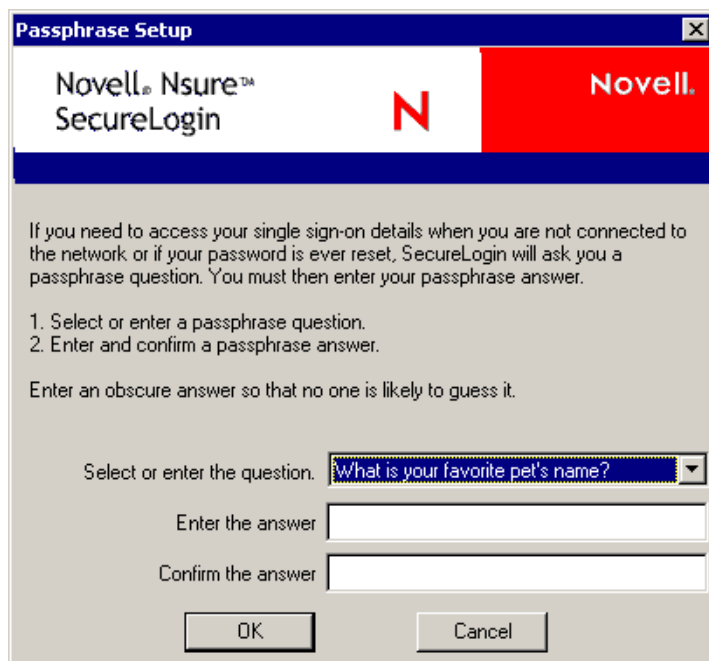 Passphrase Setup
Novell® Nsure™
SecureLogin
N
Novell®
If you need to access your single sign-on details when you are not connected to
the network or if your password is ever reset, SecureLogin will ask you a
passphrase question. You must then enter your passphrase answer.
1. Select or enter a passphrase question.
2. Enter and confirm a passphrase answer.
Enter an obscure answer so that no one is likely to guess it.
Select or enter the question. What is your favorite pet's name?
Enter the answer
Confirm the answer
OK Cancel